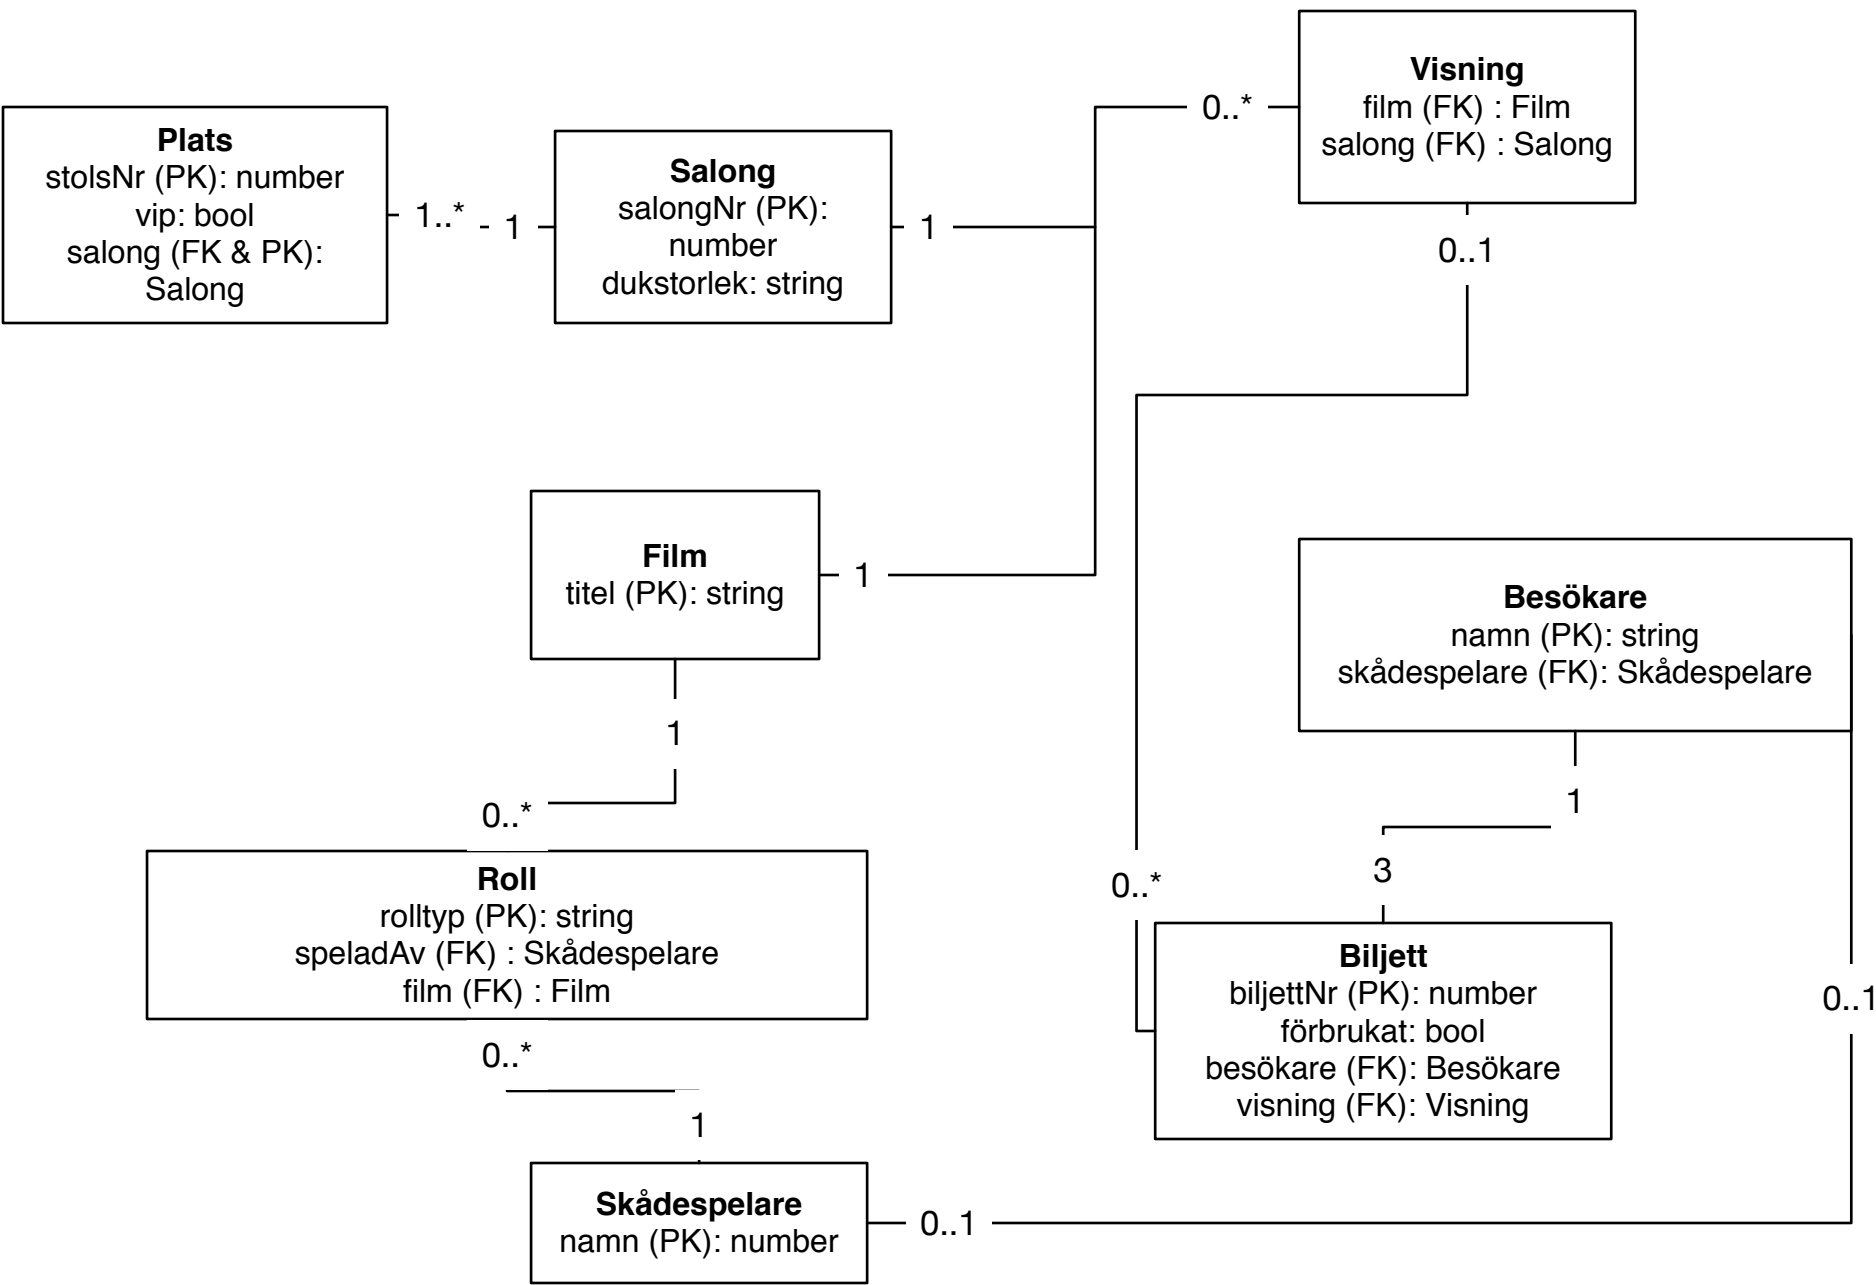 Visning
film (FK) : Film
salong (FK) : Salong
0..*
0..1
Plats
stolsNr (PK): number
vip: bool
salong (FK & PK):
Salong
1..*
1
Salong
salongNr (PK):
number
dukstorlek: string
1
Film
titel (PK): string
1
1
0..*
Besökare
namn (PK): string
skådespelare (FK): Skådespelare
1
3
0..*
0..1
Roll
rolltyp (PK): string
speladAv (FK) : Skådespelare
film (FK) : Film
0..*
1
Biljett
biljettNr (PK): number
förbrukat: bool
besökare (FK): Besökare
visning (FK): Visning
Skådespelare
namn (PK): number
0..1